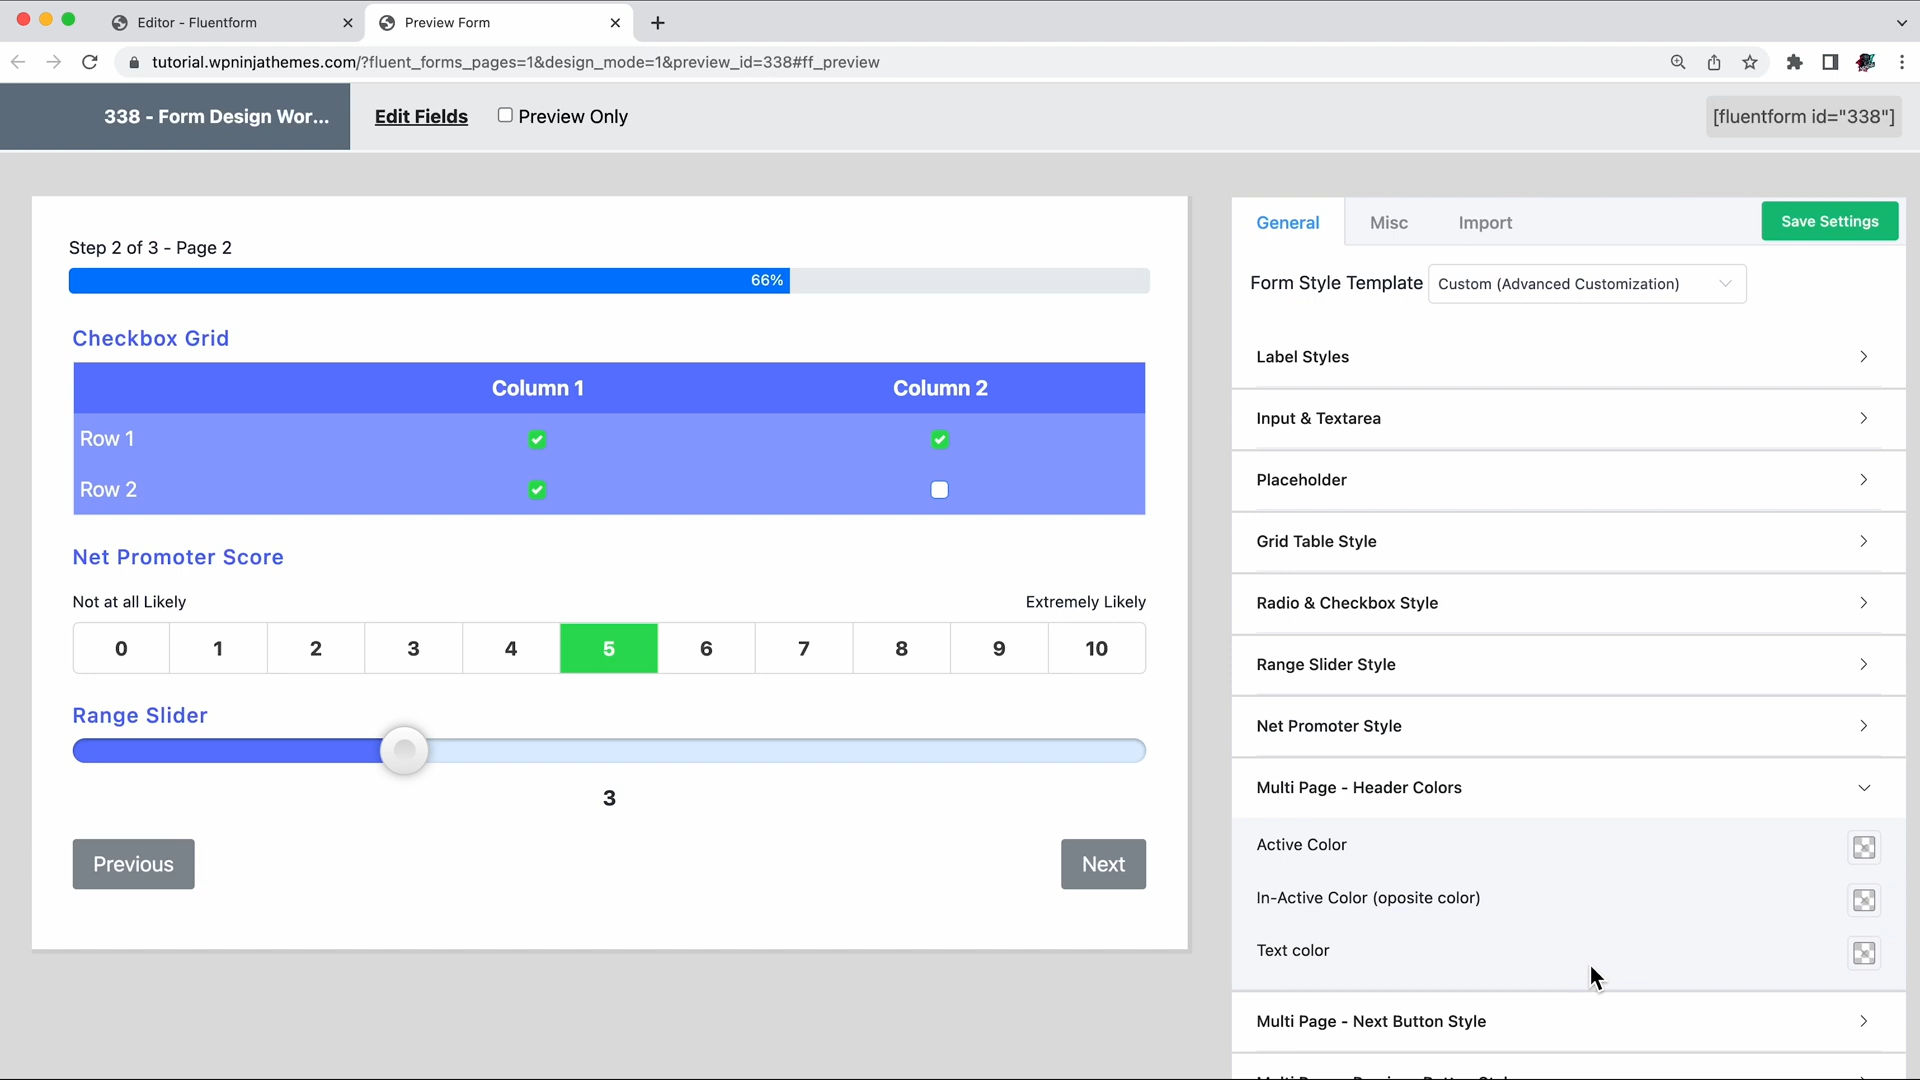 Editor - Fluentform
Preview Form
tutorial.wpninjathemes.com/?fluent_forms_pages=1&design_mode=1&preview_id=338#ff_preview
338 - Form Design Wor...
Edit Fields
Preview Only
[fluentform id="338"]
Step 2 of 3 - Page 2
66%
Checkbox Grid
Column 1 Column 2
Row 1
Row 2
Net Promoter Score
Not at all Likely Extremely Likely
0 1 2 3 4 5 6 7 8 9 10
Range Slider
3
Previous Next
General Misc Import Save Settings
Form Style Template Custom (Advanced Customization)
Label Styles
Input & Textarea
Placeholder
Grid Table Style
Radio & Checkbox Style
Range Slider Style
Net Promoter Style
Multi Page - Header Colors
Active Color
In-Active Color (oposite color)
Text color
Multi Page - Next Button Style